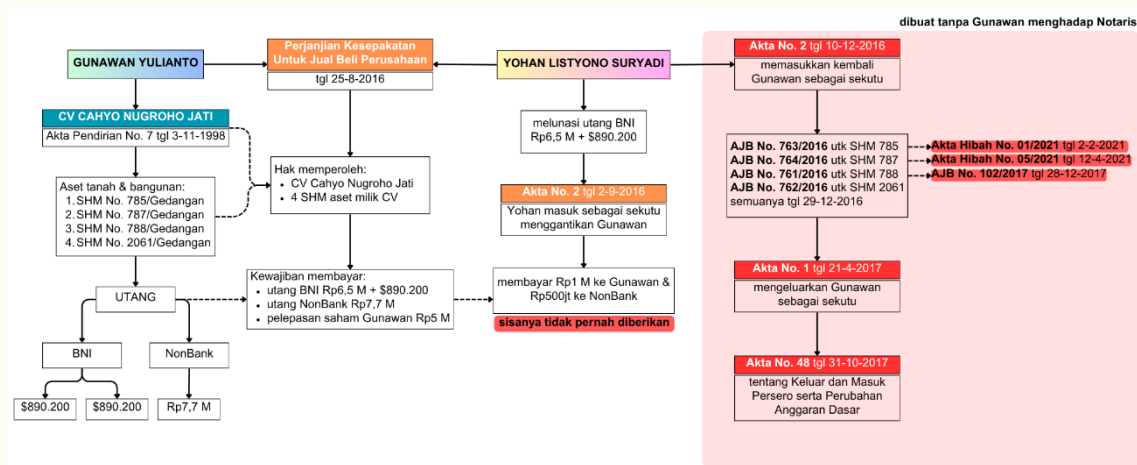 dibuat tanpa Gunawan menghadap Notaris
GUNAWAN YULIANTO
CV CAHYO NUGROHO JATI
Akta Pendirian No. 7 tgl 3-11-1998
Aset tanah & bangunan:
1. SHM No. 785/Gedangan
2. SHM No. 787/Gedangan
3. SHM No. 788/Gedangan
4. SHM No. 2061/Gedangan
UTANG
BNI
NonBank
$890.200
$890.200
Rp7,7 M
Perjanjian Kesepakatan
Untuk Jual Beli Perusahaan
tgl 25-8-2016
Hak memperoleh:
• CV Cahyo Nugroho Jati
• 4 SHM aset milik CV
Kewajiban membayar:
• utang BNI Rp6,5 M + $890.200
• utang NonBank Rp7,7 M
• pelepasan saham Gunawan Rp5 M
YOHAN LISTYONO SURYADI
melunasi utang BNI
Rp6,5 M + $890.200
Akta No. 2 tgl 2-9-2016
Yohan masuk sebagai sekutu
menggantikan Gunawan
membayar Rp1 M ke Gunawan &
Rp500jt ke NonBank
sisanya tidak pernah diberikan
Akta No. 2 tgl 10-12-2016
memasukkan kembali
Gunawan sebagai sekutu
AJB No. 763/2016 utk SHM 785
AJB No. 764/2016 utk SHM 787
AJB No. 761/2016 utk SHM 788
AJB No. 762/2016 utk SHM 2061
semuanya tgl 29-12-2016
Akta Hibah No. 01/2021 tgl 2-2-2021
Akta Hibah No. 05/2021 tgl 12-4-2021
AJB No. 102/2017 tgl 28-12-2017
Akta No. 1 tgl 21-4-2017
mengeluarkan Gunawan
sebagai sekutu
Akta No. 48 tgl 31-10-2017
tentang Keluar dan Masuk
Persero serta Perubahan
Anggaran Dasar